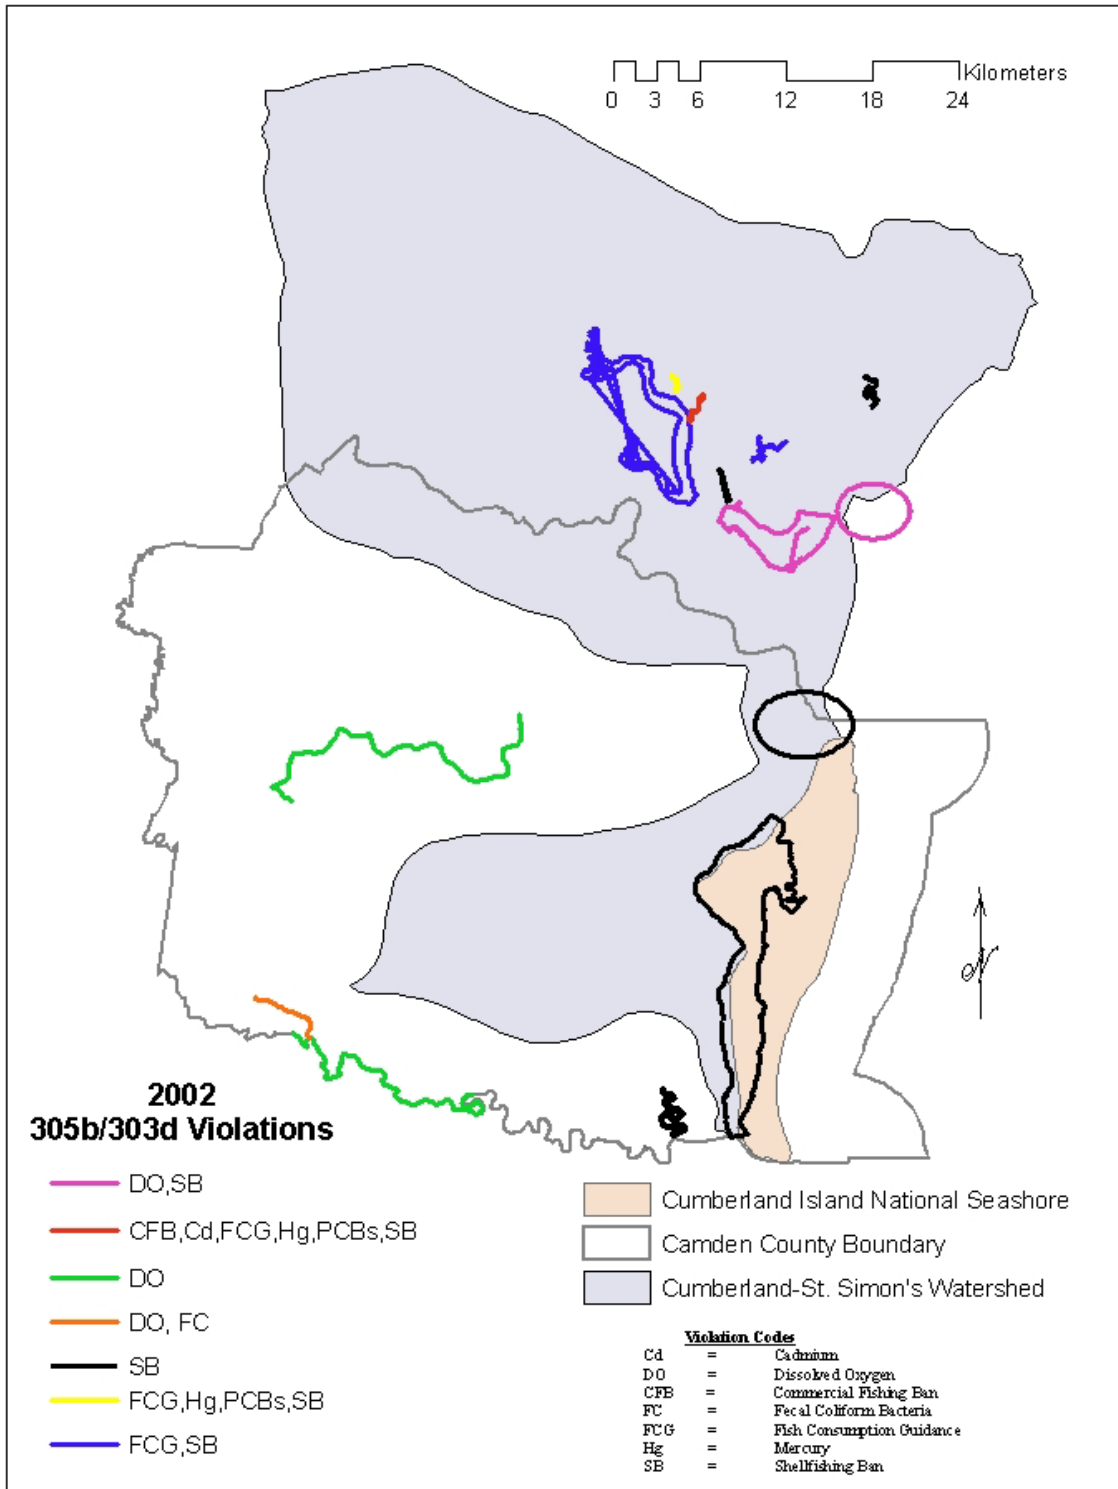 Kilometers
0 3 6 12 18 24
N
2002
305b/303d Violations
DO,SB
CFB,Cd,FCG,Hg,PCBs,SB
DO
DO, FC
SB
FCG,Hg,PCBs,SB
FCG,SB
Cumberland Island National Seashore
Camden County Boundary
Cumberland-St. Simon's Watershed
Violation Codes
Cd = Cadmium
DO = Dissolved Oxygen
CFB = Commercial Fishing Ban
FC = Fecal Coliform Bacteria
FCG = Fish Consumption Guidance
Hg = Mercury
SB = Shellfishing Ban